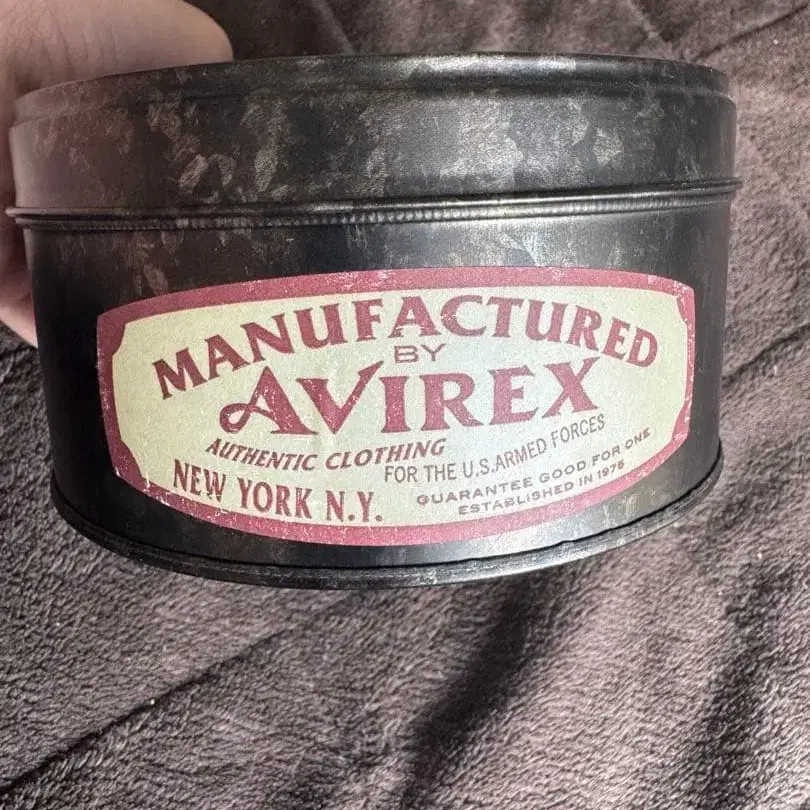 MANUFACTURED
BY
AVIREX
AUTHENTIC CLOTHING
FOR THE U.S.ARMED FORCES
NEW YORK N.Y.
GUARANTEE GOOD FOR ONE
ESTABLISHED IN 1975